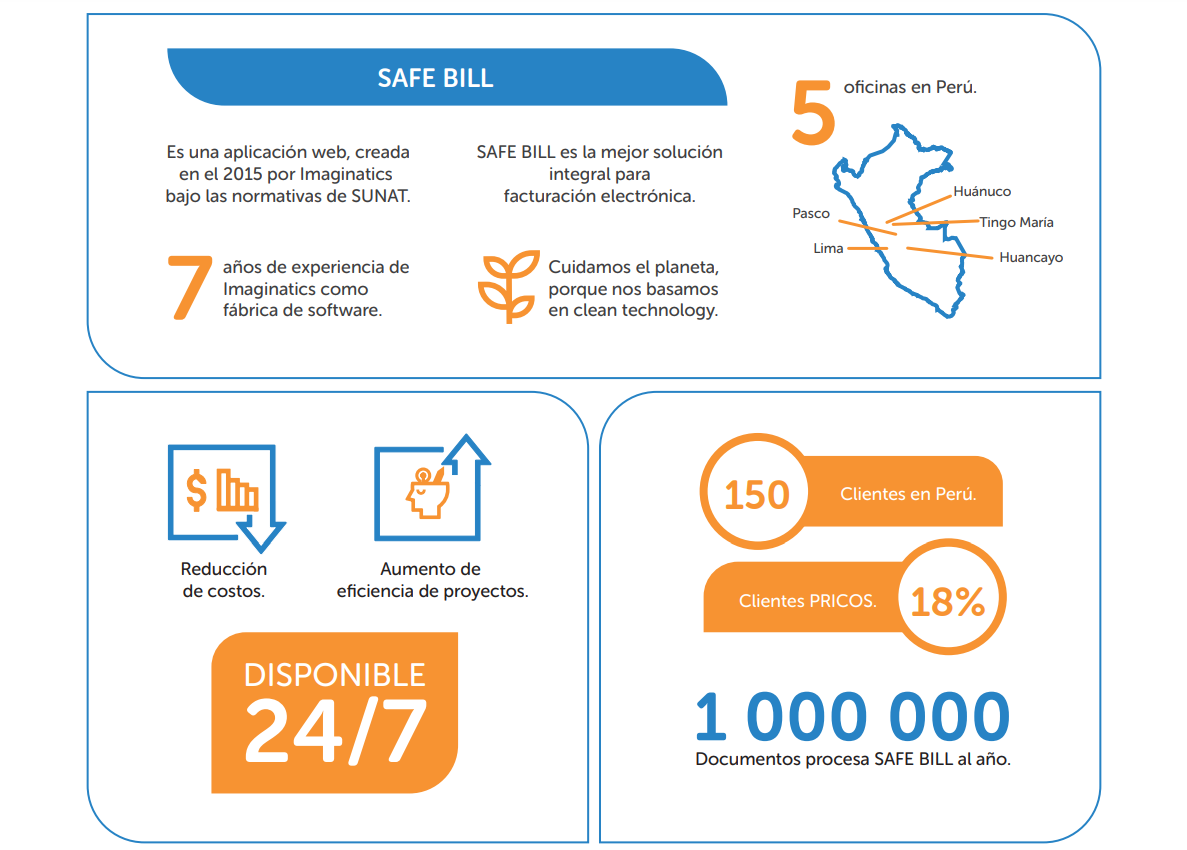 SAFE BILL
Es una aplicación web, creada
en el 2015 por Imaginatics
bajo las normativas de SUNAT.
SAFE BILL es la mejor solución
integral para
facturación electrónica.
7
años de experiencia de
Imaginatics como
fábrica de software.
Cuidamos el planeta,
porque nos basamos
en clean technology.
5
oficinas en Perú.
Huánuco
Pasco
Tingo María
Lima
Huancayo
$
Reducción
de costos.
Aumento de
eficiencia de proyectos.
DISPONIBLE
24/7
150
Clientes en Perú.
Clientes PRICOS.
18%
1 000 000
Documentos procesa SAFE BILL al año.